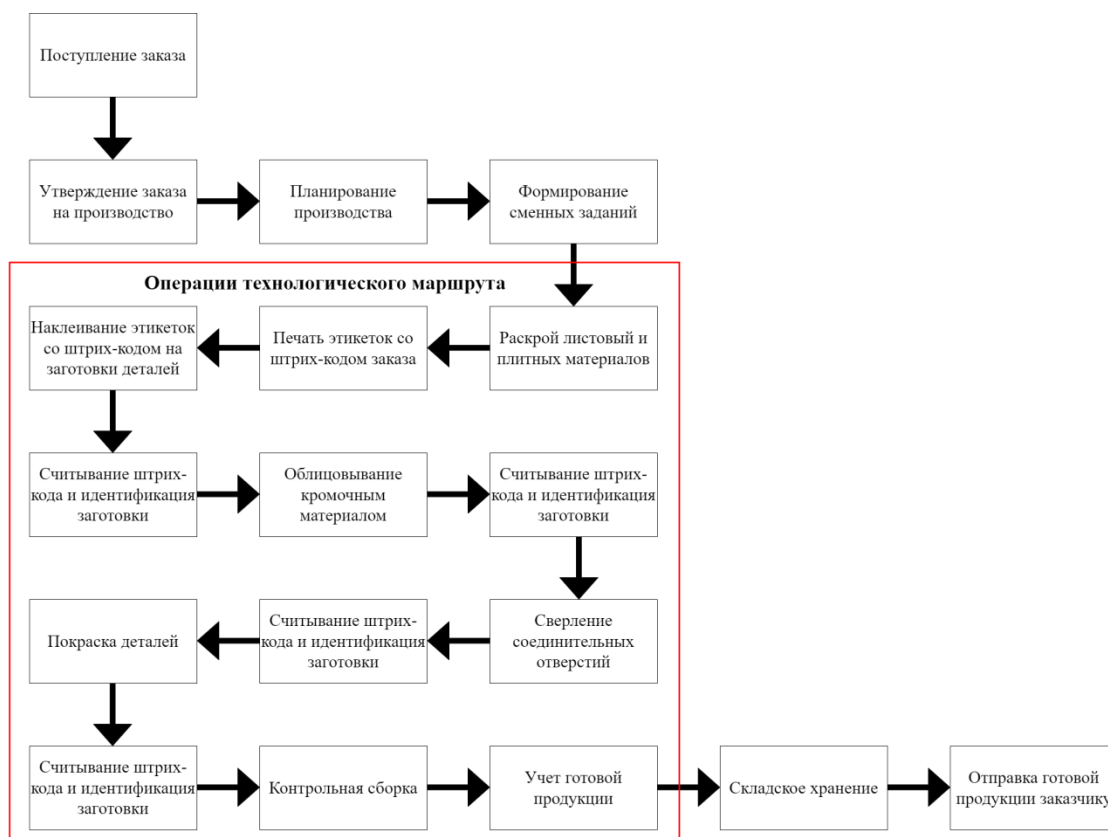 Поступление заказа
Утверждение заказа
на производство
Планирование
производства
Формирование
сменных заданий
Операции технологического маршрута
Наклеивание этикеток
со штрих-кодом на
заготовки деталей
Печать этикеток со
штрих-кодом заказа
Раскрой листовый и
плитных материалов
Считывание штрих-
кода и идентификация
заготовки
Облицовывание
кромочным
материалом
Считывание штрих-
кода и идентификация
заготовки
Покраска деталей
Считывание штрих-
кода и идентификация
заготовки
Сверление
соединительных
отверстий
Считывание штрих-
кода и идентификация
заготовки
Контрольная сборка
Учет готовой
продукции
Складское хранение
Отправка готовой
продукции заказчику